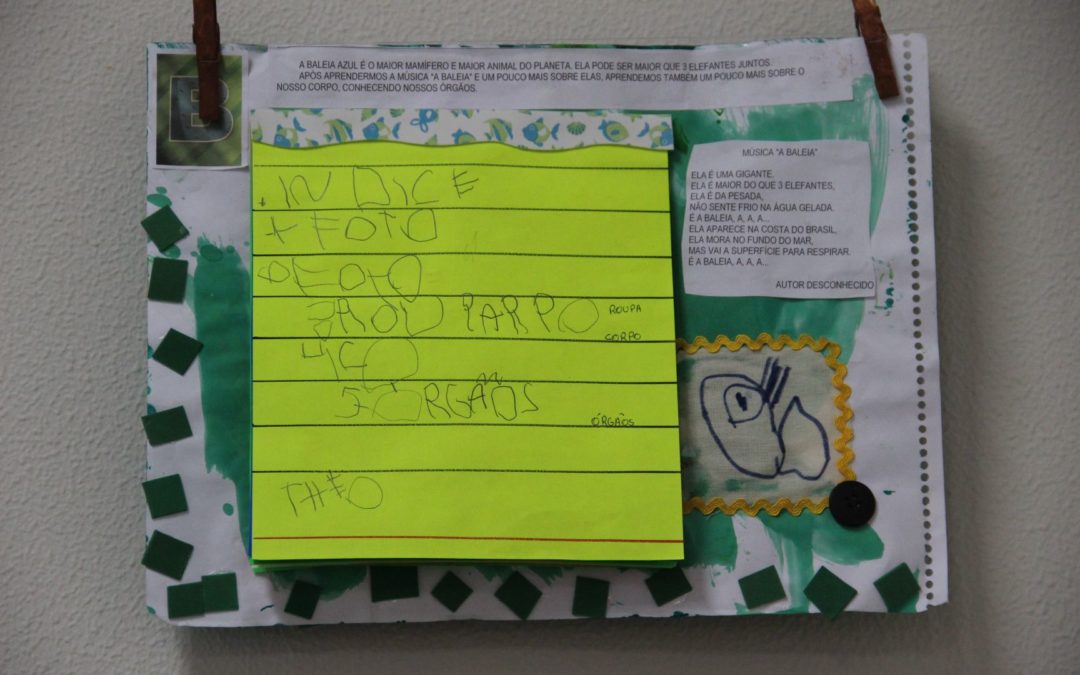 B
A BALEIA AZUL É O MAIOR MAMÍFERO E MAIOR ANIMAL DO PLANETA. ELA PODE SER MAIOR QUE 3 ELEFANTES JUNTOS.
APÓS APRENDERMOS A MÚSICA "A BALEIA" E UM POUCO MAIS SOBRE ELAS, APRENDEMOS TAMBÉM UM POUCO MAIS SOBRE O
NOSSO CORPO, CONHECENDO NOSSOS ÓRGÃOS.
INDICE
FOTO
ROUPA
CORPO
ÓRGÃOS
ÓRGÃOS
THÉO
MÚSICA "A BALEIA"
ELA É UMA GIGANTE.
ELA É MAIOR DO QUE 3 ELEFANTES,
ELA É DA PESADA,
NÃO SENTE FRIO NA ÀGUA GELADA.
É A BALEIA, A, A, A...
ELA APARECE NA COSTA DO BRASIL,
ELA MORA NO FUNDO DO MAR,
MAS VAI A SUPERFÍCIE PARA RESPIRAR.
É A BALEIA, A, A, A...
AUTOR DESCONHECIDO